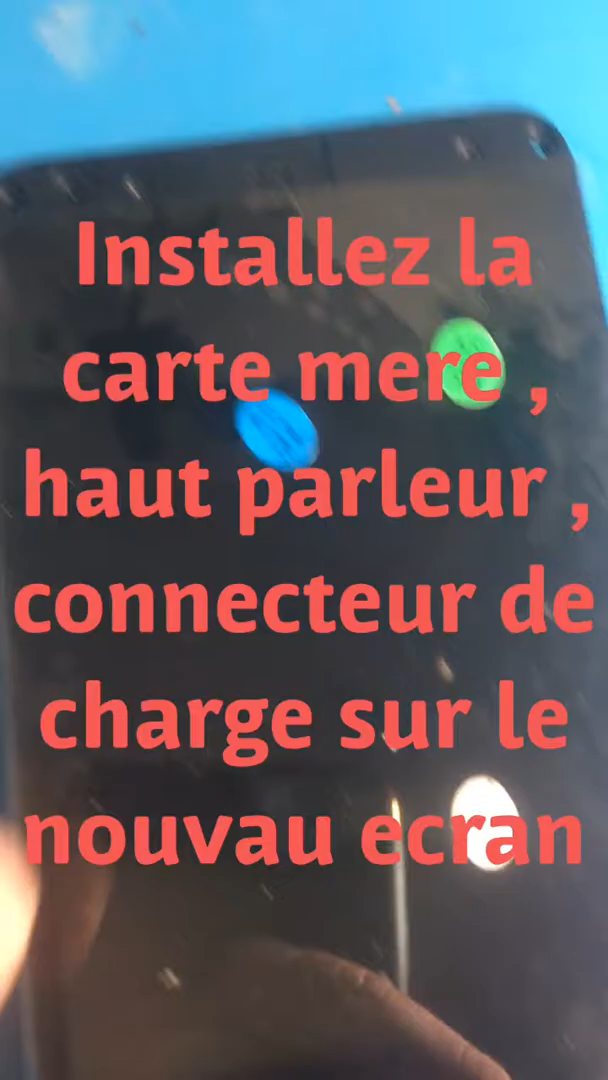 Installez la
carte mere ,
haut parleur ,
connecteur de
charge sur le
nouvau ecran